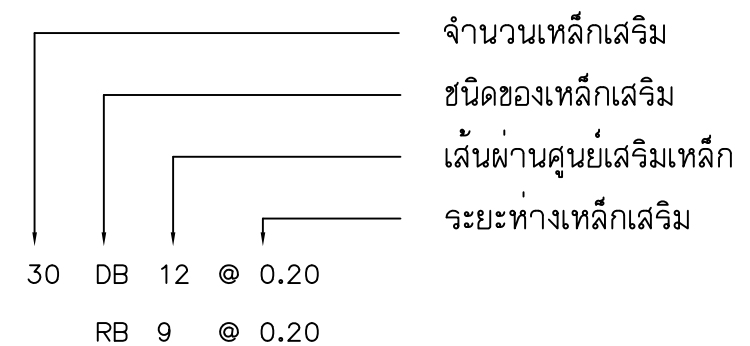 จำนวนเหล็กเสริม
ชนิดของเหล็กเสริม
เส้นผ่านศูนย์เสริมเหล็ก
ระยะห่างเหล็กเสริม
30 DB 12 @ 0.20
RB 9 @ 0.20